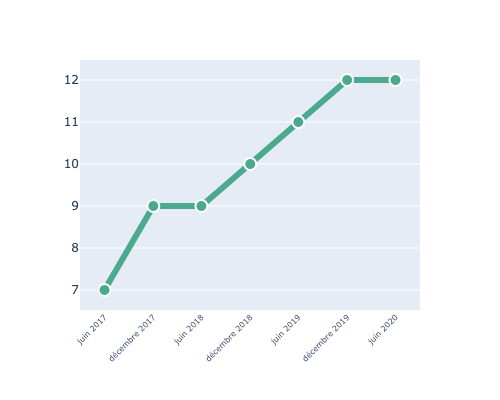 12
11
10
9
8
7
juin 2017
décembre 2017
juin 2018
décembre 2018
juin 2019
décembre 2019
juin 2020